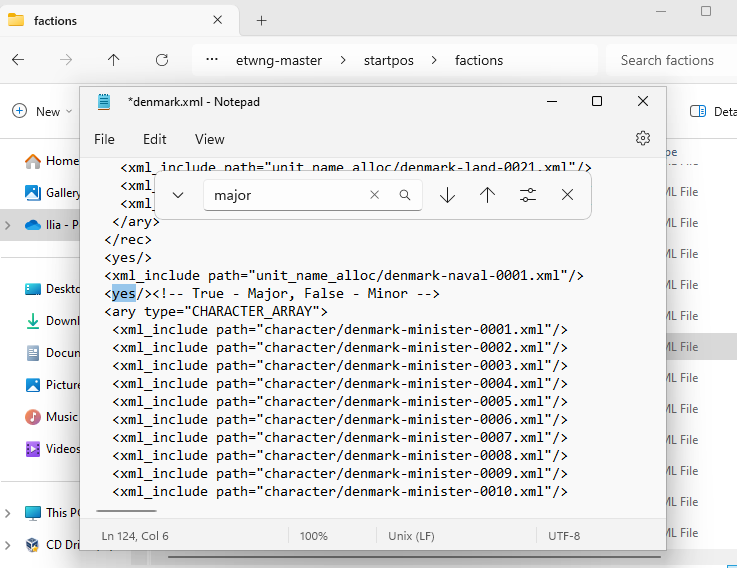 factions
etwng-master
startpos
factions
Search factions
New
*denmark.xml - Notepad
File
Edit
View
Home
Gallery
Ilia - P
Deskto
Downl
Docun
Picture
Music
Videos
This PC
CD Dri
<xml_include path="unit_name_alloc/denmark-land-0021.xml"/>
<xml_
<xml_
major
</ary>
</rec>
<yes/>
<xml_include path="unit_name_alloc/denmark-naval-0001.xml"/>
<yes/><!-- True - Major, False - Minor -->
<ary type="CHARACTER_ARRAY">
<xml_include path="character/denmark-minister-0001.xml"/>
<xml_include path="character/denmark-minister-0002.xml"/>
<xml_include path="character/denmark-minister-0003.xml"/>
<xml_include path="character/denmark-minister-0004.xml"/>
<xml_include path="character/denmark-minister-0005.xml"/>
<xml_include path="character/denmark-minister-0006.xml"/>
<xml_include path="character/denmark-minister-0007.xml"/>
<xml_include path="character/denmark-minister-0008.xml"/>
<xml_include path="character/denmark-minister-0009.xml"/>
<xml_include path="character/denmark-minister-0010.xml"/>
Ln 124, Col 6
100%
Unix (LF)
UTF-8
Deta
pe
ML File
ML File
ML File
ML File
ML File
ML File
ML File
ML File
ML File
ML File
ML File
ML File